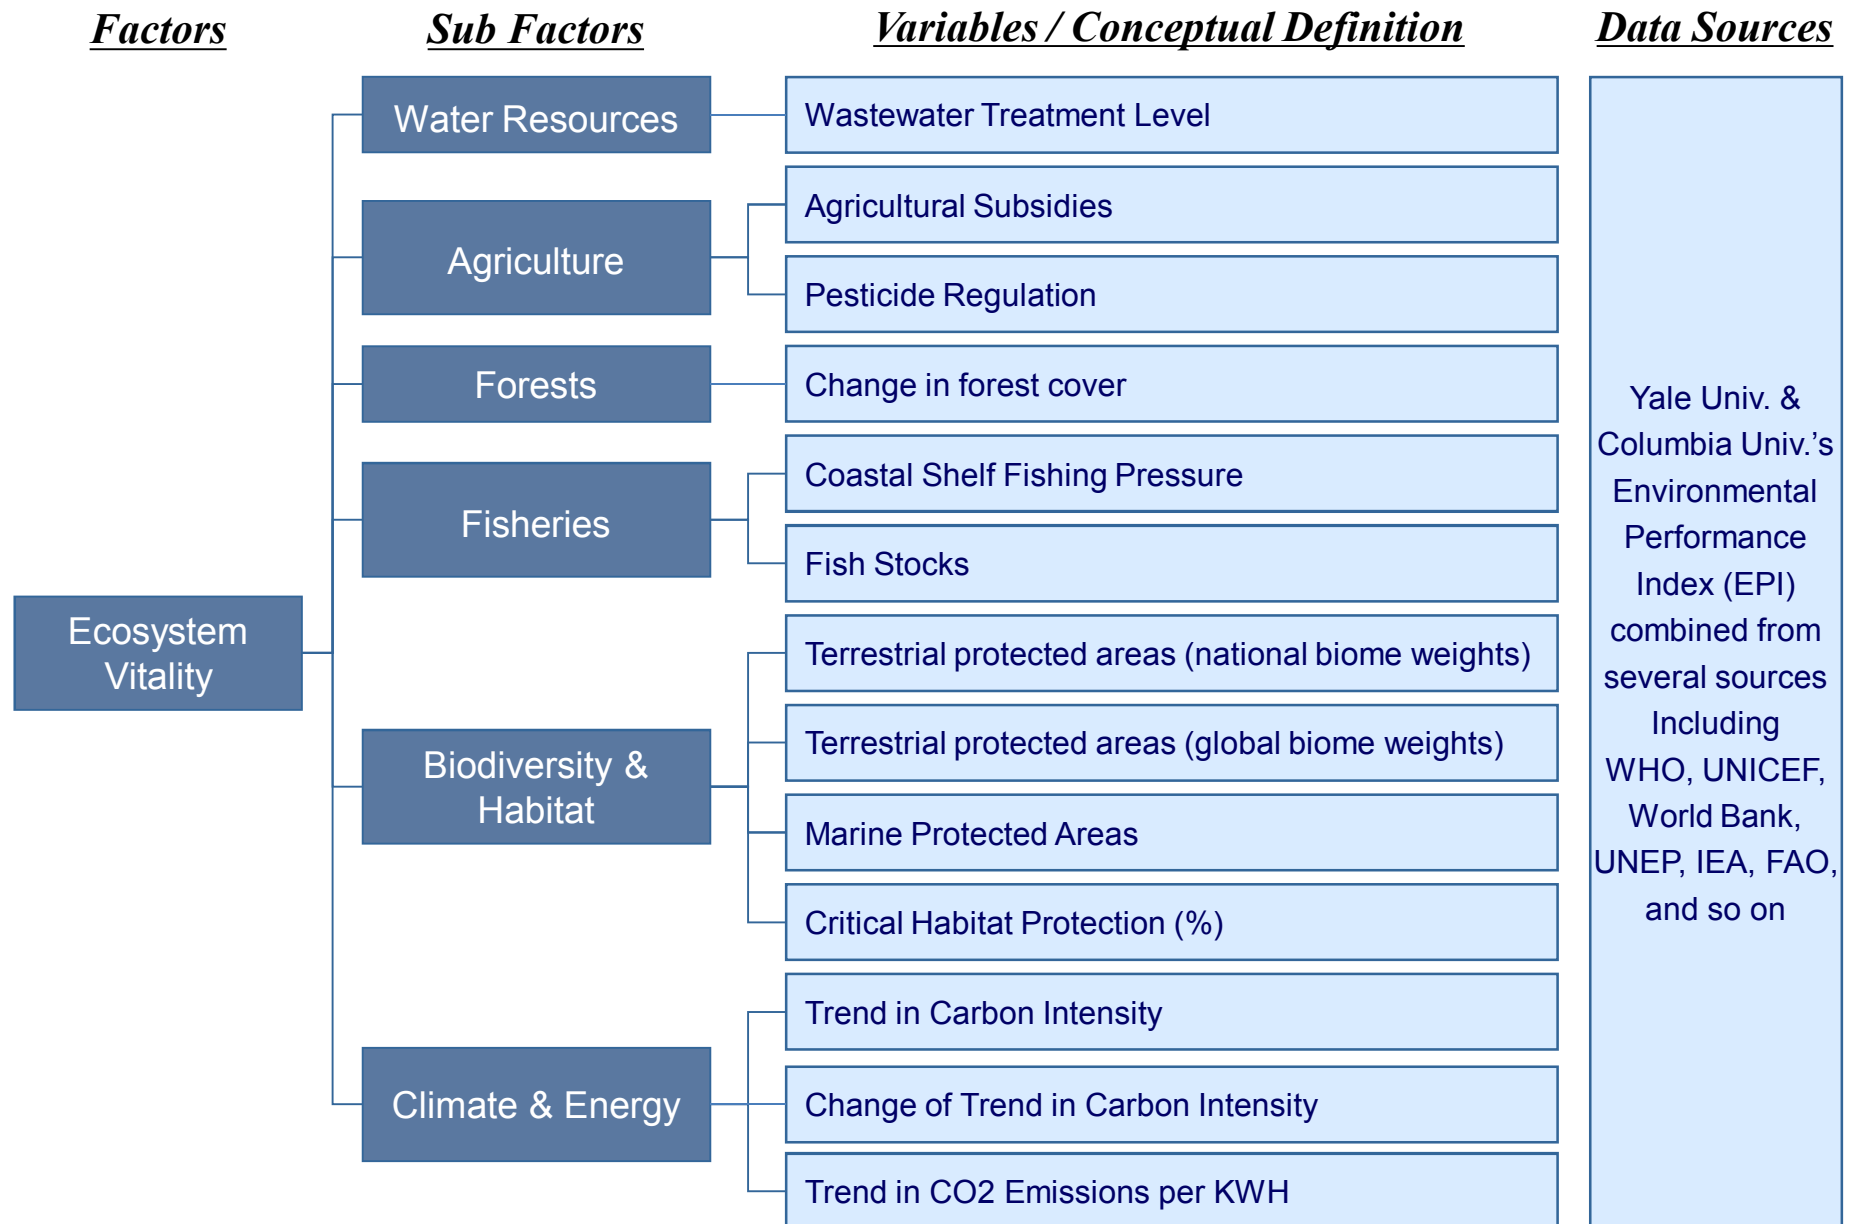 Factors
Sub Factors
Variables / Conceptual Definition
Data Sources
Ecosystem
Vitality
Water Resources
Wastewater Treatment Level
Agriculture
Agricultural Subsidies
Pesticide Regulation
Forests
Change in forest cover
Fisheries
Coastal Shelf Fishing Pressure
Fish Stocks
Biodiversity &
Habitat
Terrestrial protected areas (national biome weights)
Terrestrial protected areas (global biome weights)
Marine Protected Areas
Critical Habitat Protection (%)
Climate & Energy
Trend in Carbon Intensity
Change of Trend in Carbon Intensity
Trend in CO2 Emissions per KWH
Yale Univ. &
Columbia Univ.’s
Environmental
Performance
Index (EPI)
combined from
several sources
Including
WHO, UNICEF,
World Bank,
UNEP, IEA, FAO,
and so on